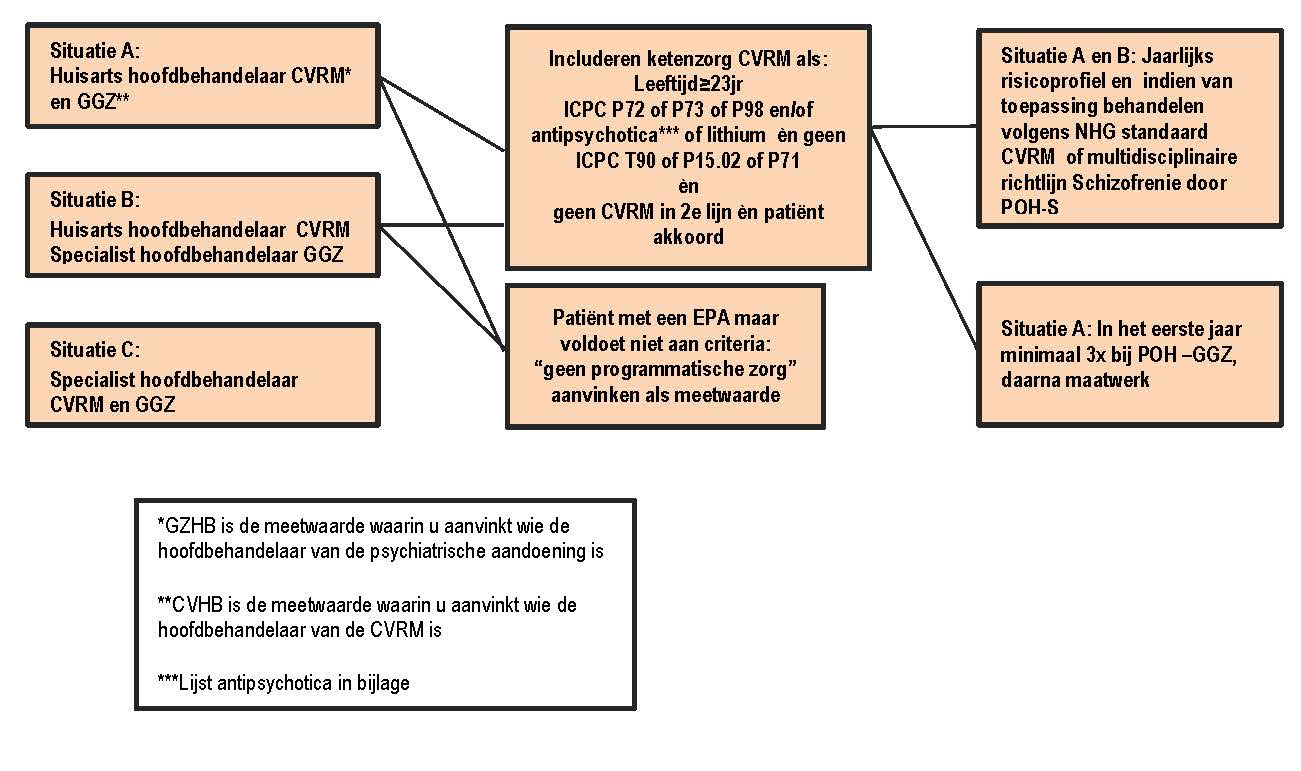 Situatie A:
Huisarts hoofdbehandelaar CVRM*
en GGZ**
Situatie B:
Huisarts hoofdbehandelaar CVRM
Specialist hoofdbehandelaar GGZ
Situatie C:
Specialist hoofdbehandelaar
CVRM en GGZ
Includeren ketenzorg CVRM als:
Leeftijd≥23jr
ICPC P72 of P73 of P98 en/of
antipsychotica*** of lithium èn geen
ICPC T90 of P15.02 of P71
èn
geen CVRM in 2e lijn èn patiënt
akkoord
Patiënt met een EPA maar
voldoet niet aan criteria:
“geen programmatische zorg”
aanvinken als meetwaarde
Situatie A en B: Jaarlijks
risicoprofiel en indien van
toepassing behandelen
volgens NHG standaard
CVRM of multidisciplinaire
richtlijn Schizofrenie door
POH-S
Situatie A: In het eerste jaar
minimaal 3x bij POH –GGZ,
daarna maatwerk
*GZHB is de meetwaarde waarin u aanvinkt wie de
hoofdbehandelaar van de psychiatrische aandoening is
**CVHB is de meetwaarde waarin u aanvinkt wie de
hoofdbehandelaar van de CVRM is
***Lijst antipsychotica in bijlage